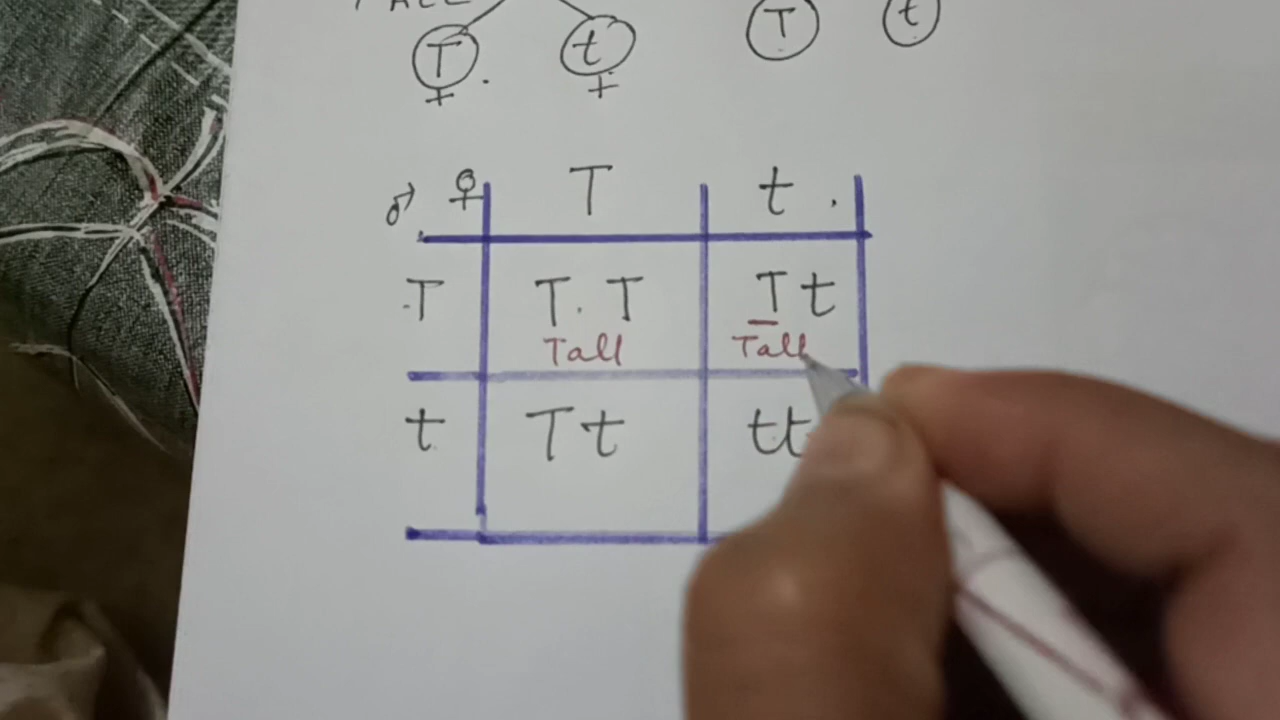 T t T t
♂ ♀ T t .
.T T. T Tt
Tall Tall
t Tt tt